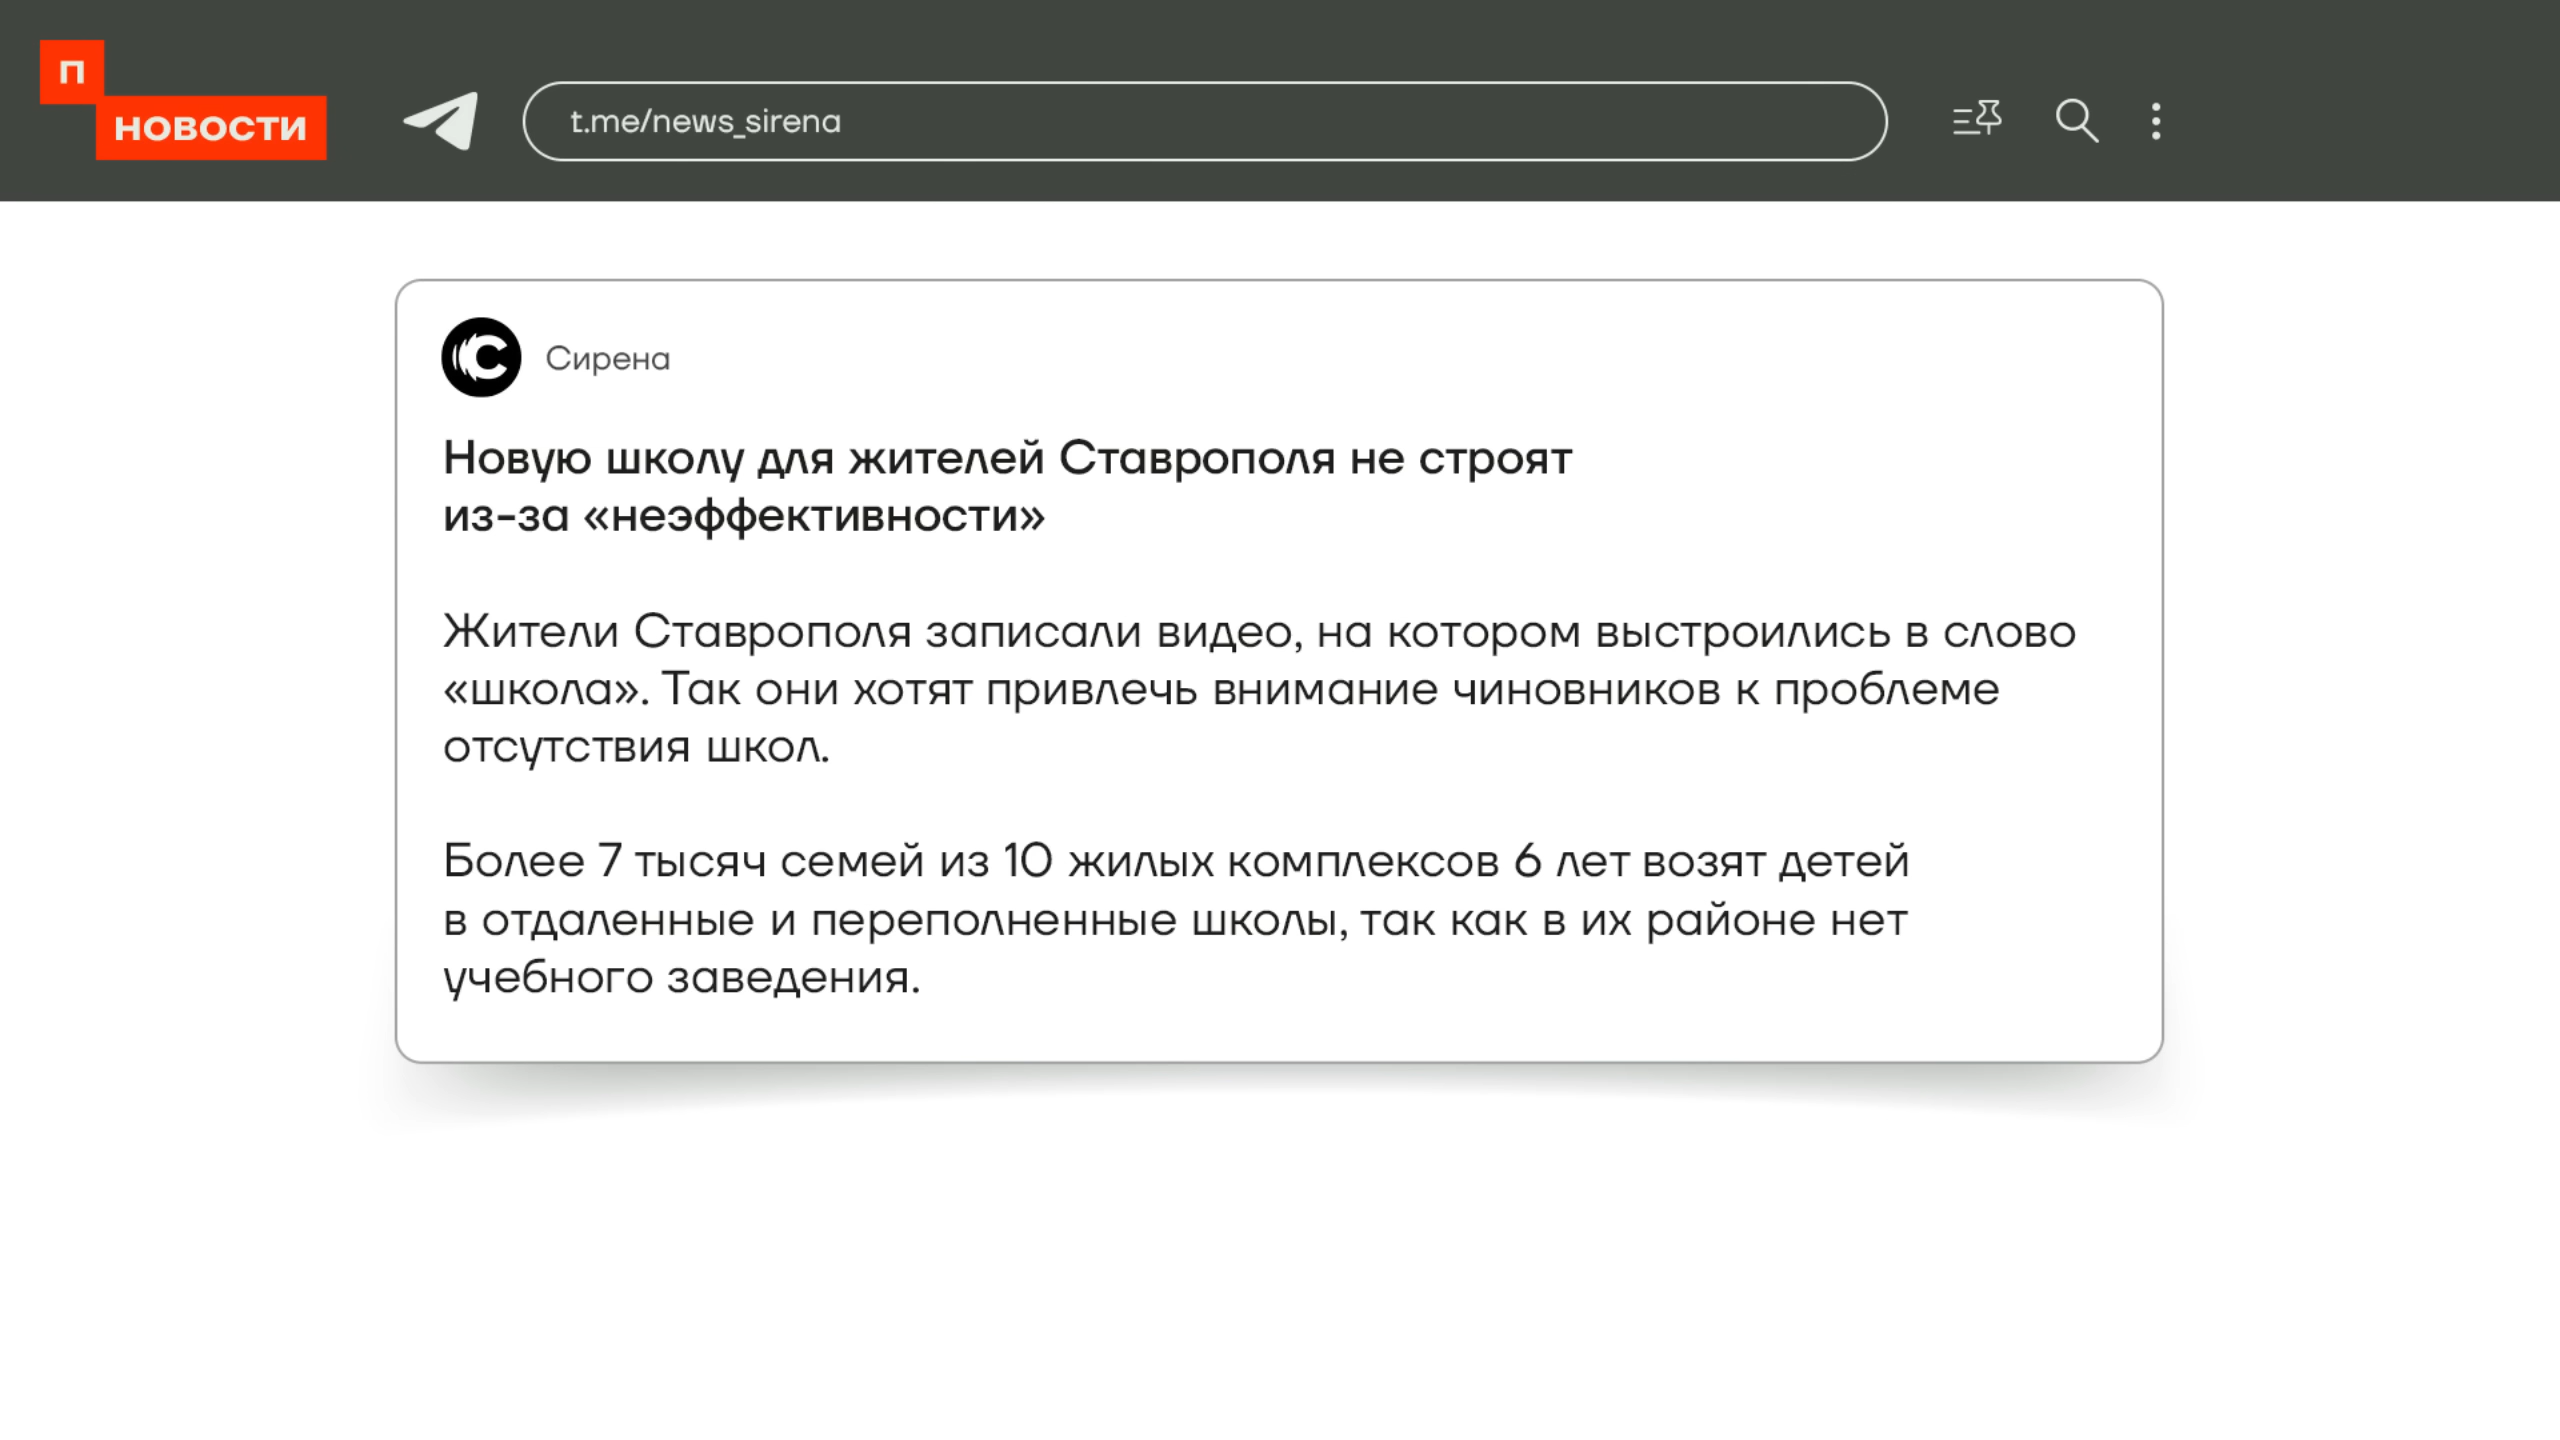 П
НОВОСТИ
t.me/news_sirena
Сирена
Новую школу для жителей Ставрополя не строят
из-за «неэффективности»
Жители Ставрополя записали видео, на котором выстроились в слово
«школа». Так они хотят привлечь внимание чиновников к проблеме
отсутствия школ.
Более 7 тысяч семей из 10 жилых комплексов 6 лет возят детей
в отдаленные и переполненные школы, так как в их районе нет
учебного заведения.